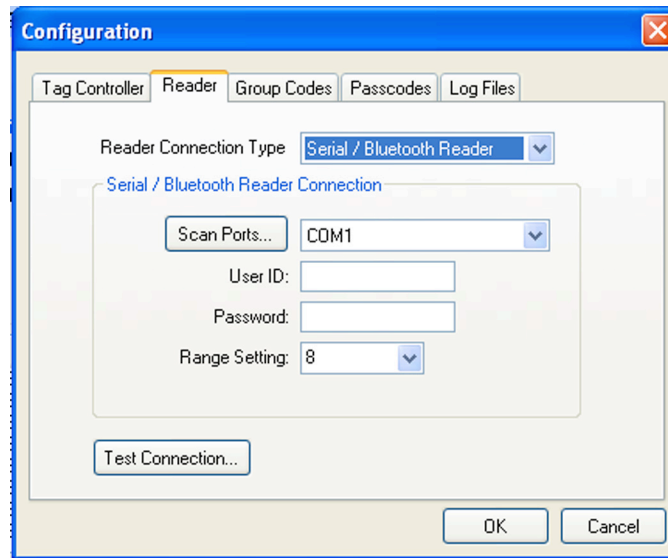 Configuration
Tag Controller Reader Group Codes Passcodes Log Files
Reader Connection Type Serial / Bluetooth Reader
Serial / Bluetooth Reader Connection
Scan Ports... COM1
User ID:
Password:
Range Setting: 8
Test Connection...
OK Cancel